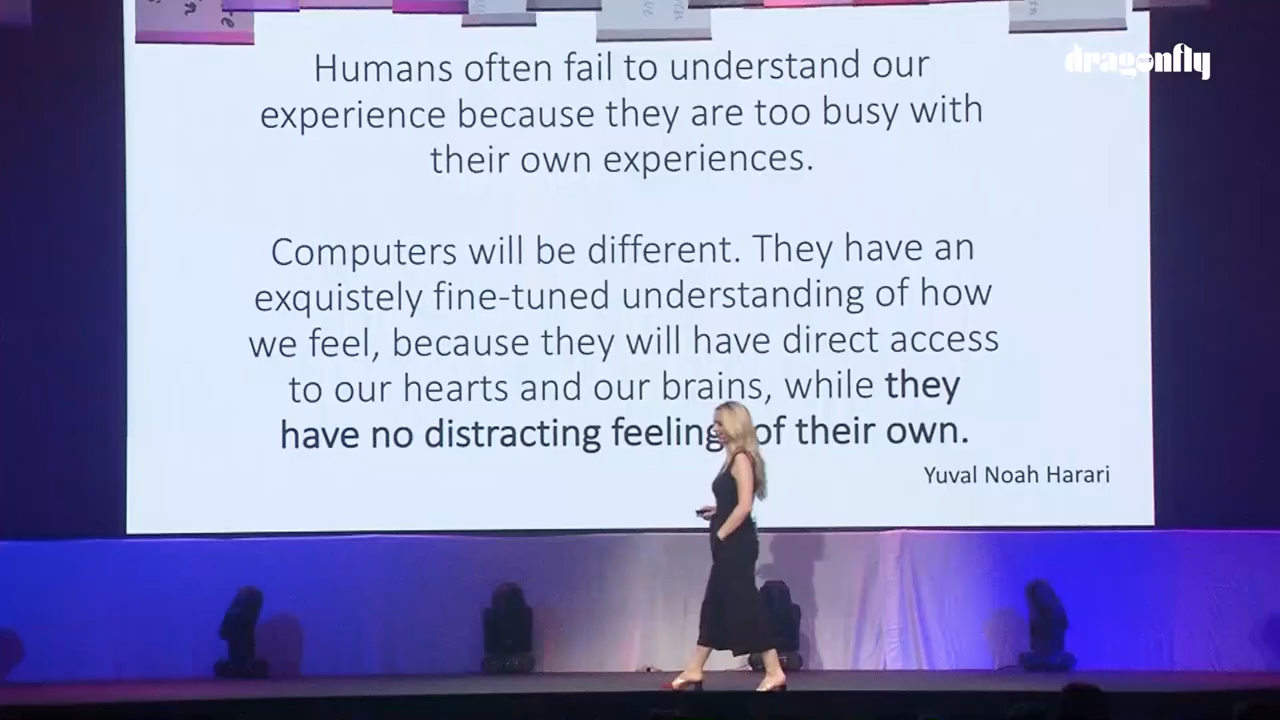 dragonfly
Humans often fail to understand our
experience because they are too busy with
their own experiences.
Computers will be different. They have an
exquistely fine-tuned understanding of how
we feel, because they will have direct access
to our hearts and our brains, while they
have no distracting feeling of their own.
Yuval Noah Harari